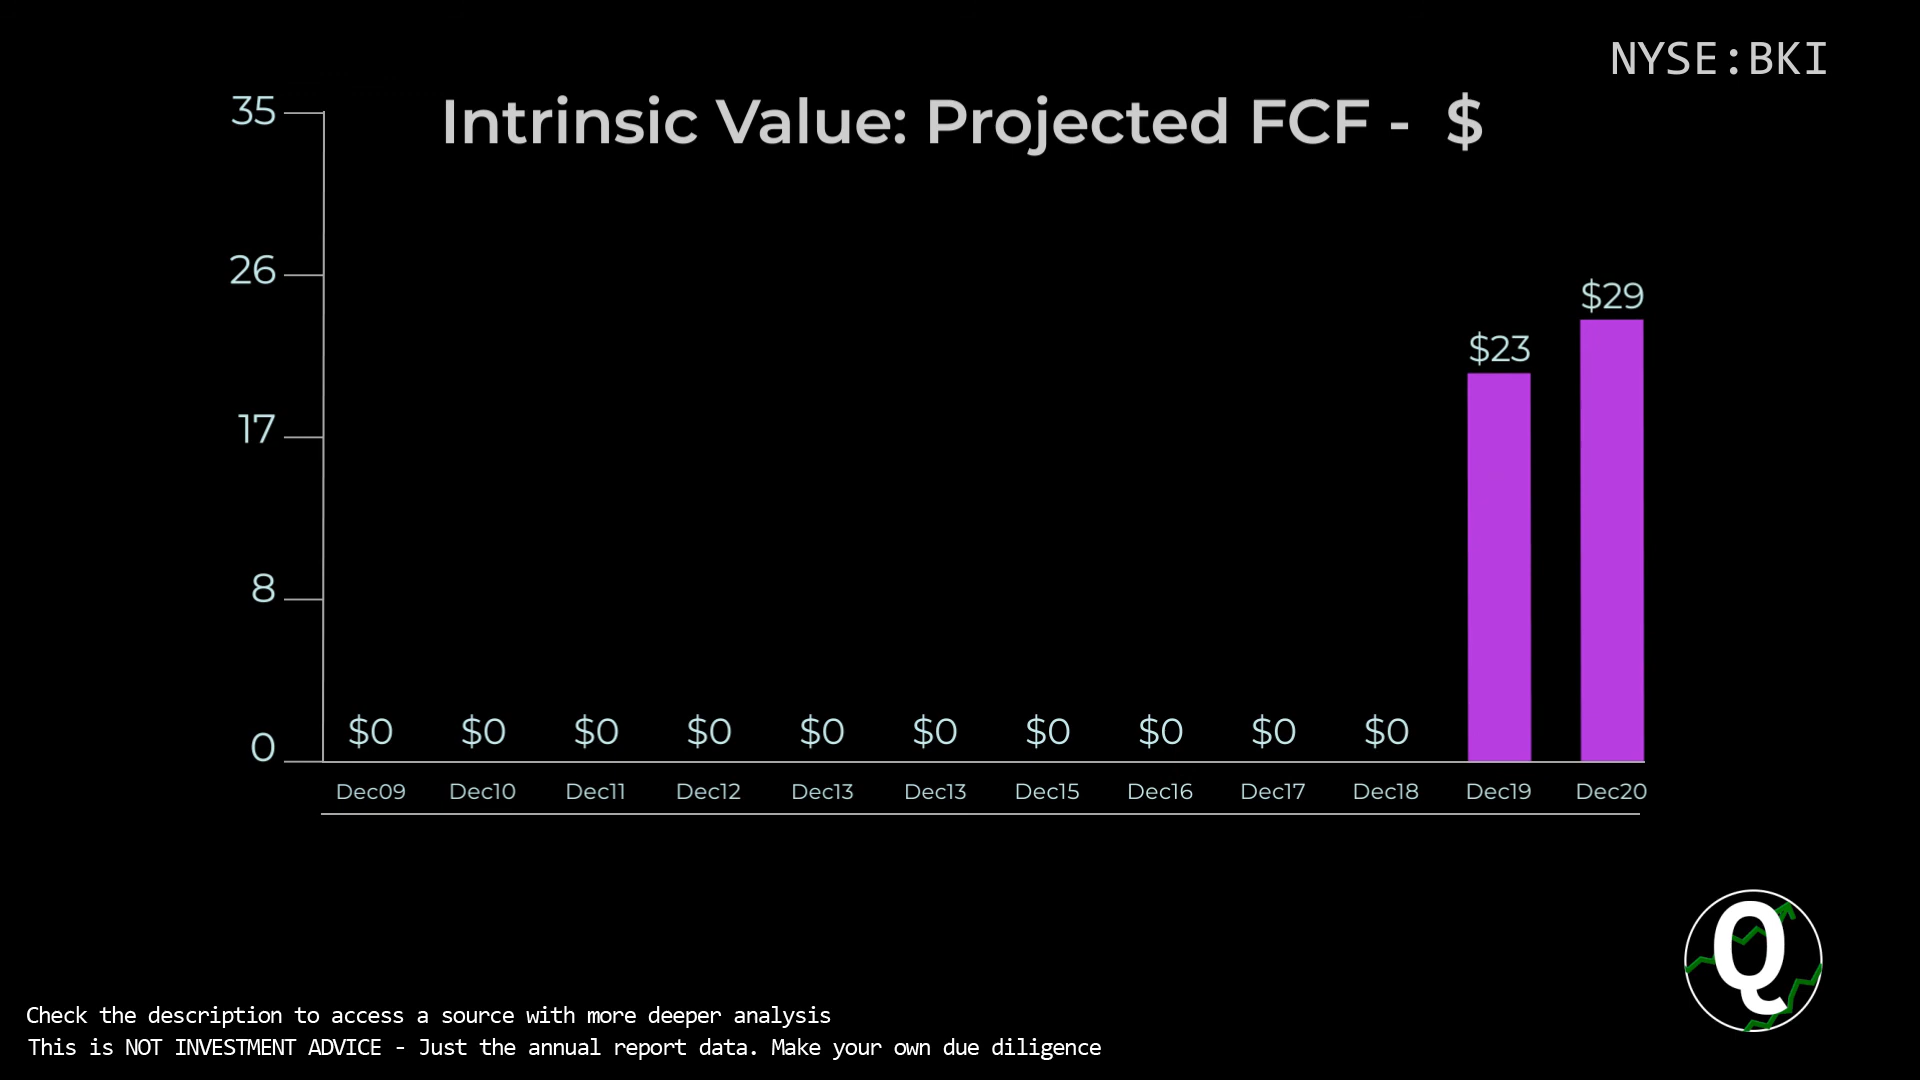 NYSE:BKI
Intrinsic Value: Projected FCF - $
35
26
17
8
0
$0 $0 $0 $0 $0 $0 $0 $0 $0 $0 $23 $29
Dec09 Dec10 Dec11 Dec12 Dec13 Dec13 Dec15 Dec16 Dec17 Dec18 Dec19 Dec20
Q
Check the description to access a source with more deeper analysis
This is NOT INVESTMENT ADVICE - Just the annual report data. Make your own due diligence